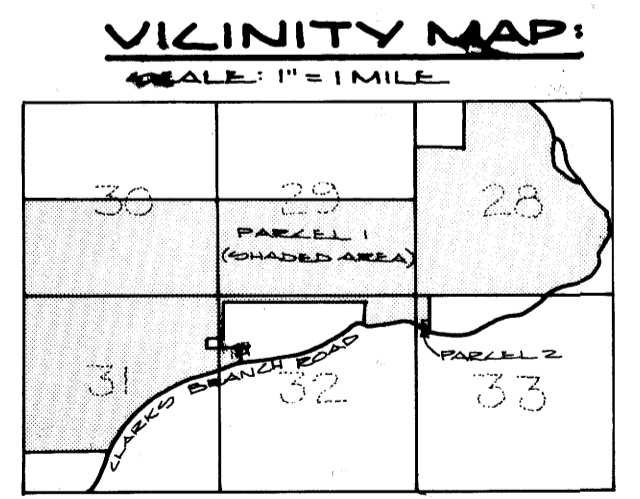 VICINITY MAP:
SCALE: 1" = 1 MILE
30
29
28
PARCEL 1
(SHADED AREA)
31
32
33
CLARKS BRANCH ROAD
PARCEL 2